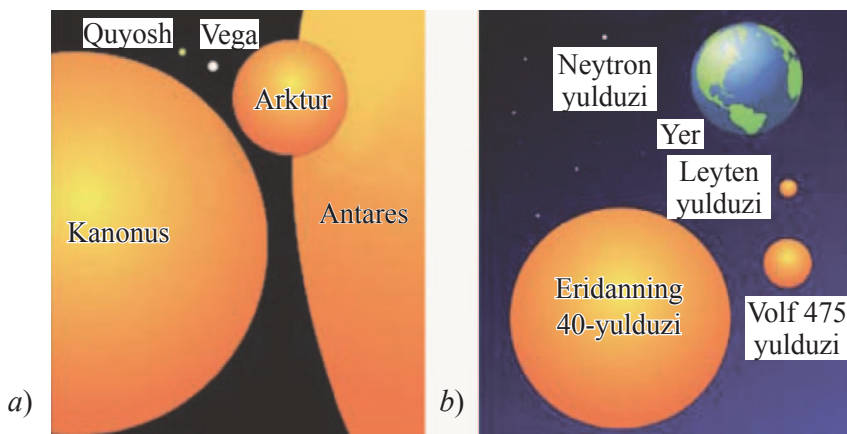 Quyosh
Vega
Arktur
Kanonus
Antares
a)
Neytron
yulduzi
Yer
Leyten
yulduzi
Eridanning
40-yulduzi
Volf 475
yulduzi
b)